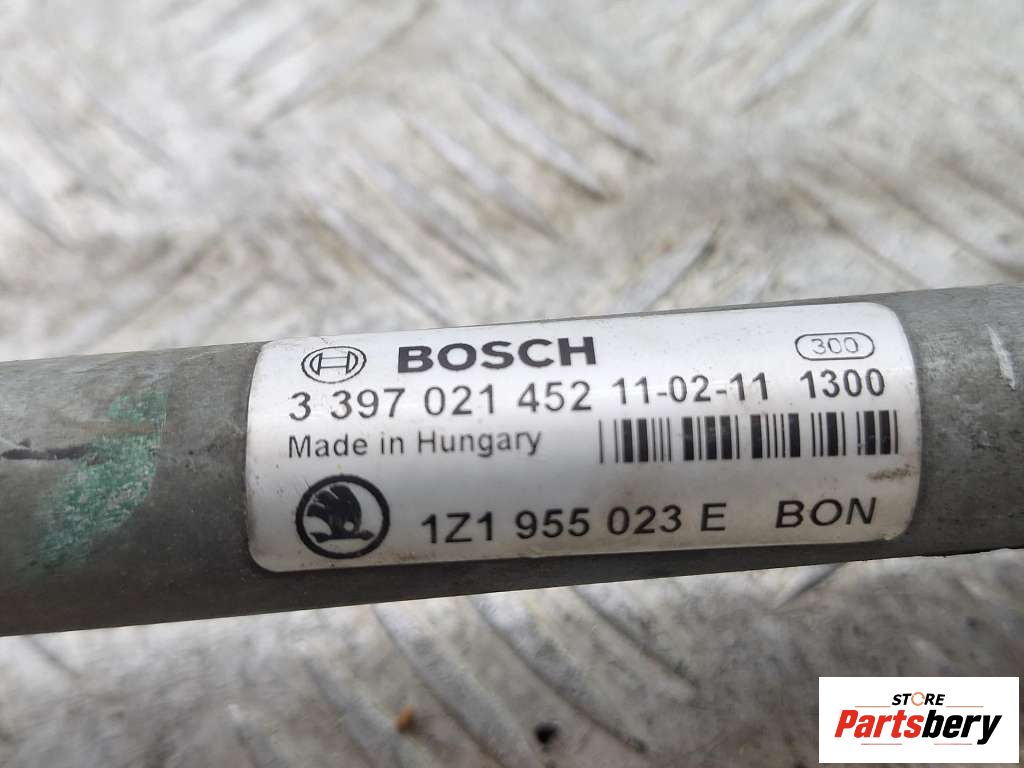 BOSCH 300
3 397 021 452 11-02-11 1300
Made in Hungary
1Z1 955 023 E BON
STORE
Partsbery